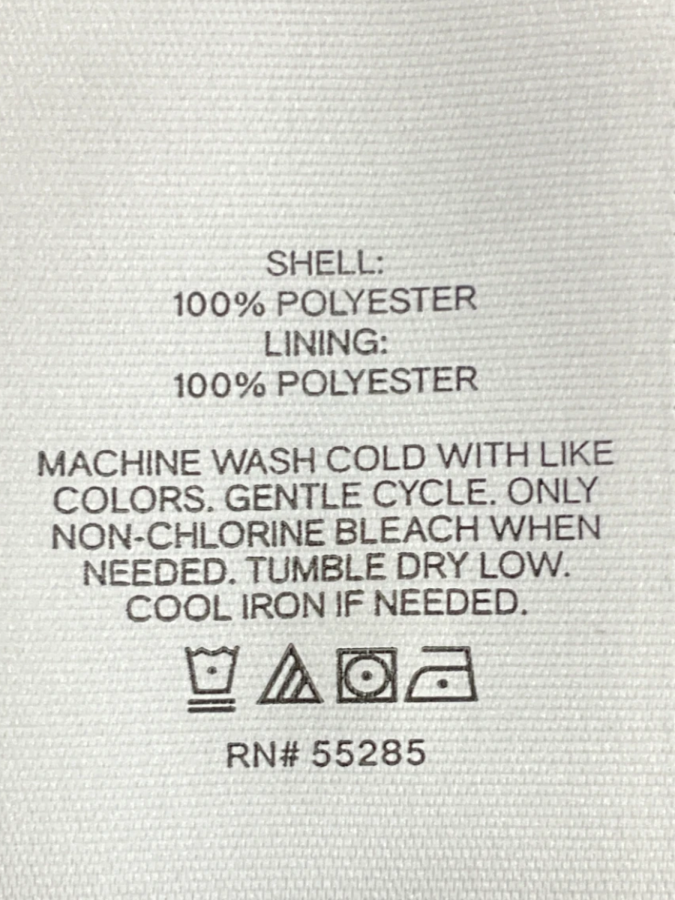 SHELL:
100% POLYESTER
LINING:
100% POLYESTER
MACHINE WASH COLD WITH LIKE
COLORS. GENTLE CYCLE. ONLY
NON-CHLORINE BLEACH WHEN
NEEDED. TUMBLE DRY LOW.
COOL IRON IF NEEDED.
RN# 55285